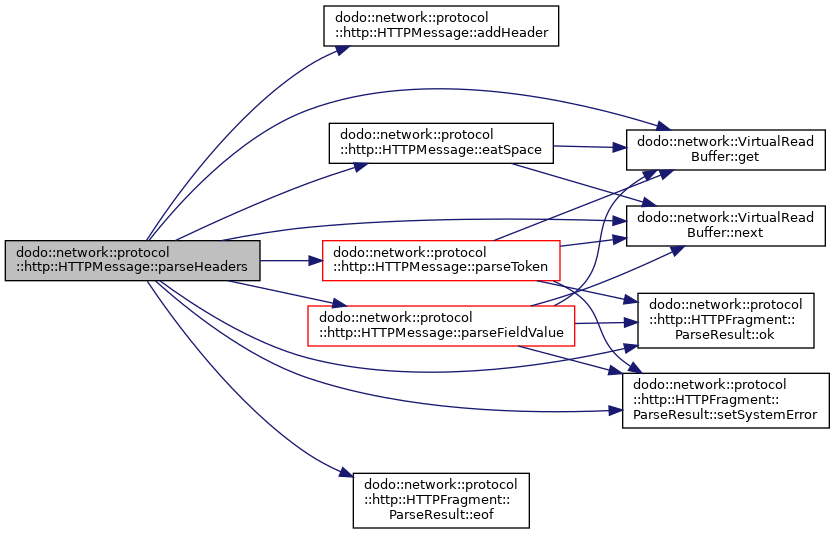 dodo::network::protocol
::http::HTTPMessage::addHeader
dodo::network::protocol
::http::HTTPMessage::eatSpace
dodo::network::VirtualRead
Buffer::get
dodo::network::VirtualRead
Buffer::next
dodo::network::protocol
::http::HTTPMessage::parseHeaders
dodo::network::protocol
::http::HTTPMessage::parseToken
dodo::network::protocol
::http::HTTPMessage::parseFieldValue
dodo::network::protocol
::http::HTTPFragment::
ParseResult::ok
dodo::network::protocol
::http::HTTPFragment::
ParseResult::setSystemError
dodo::network::protocol
::http::HTTPFragment::
ParseResult::eof